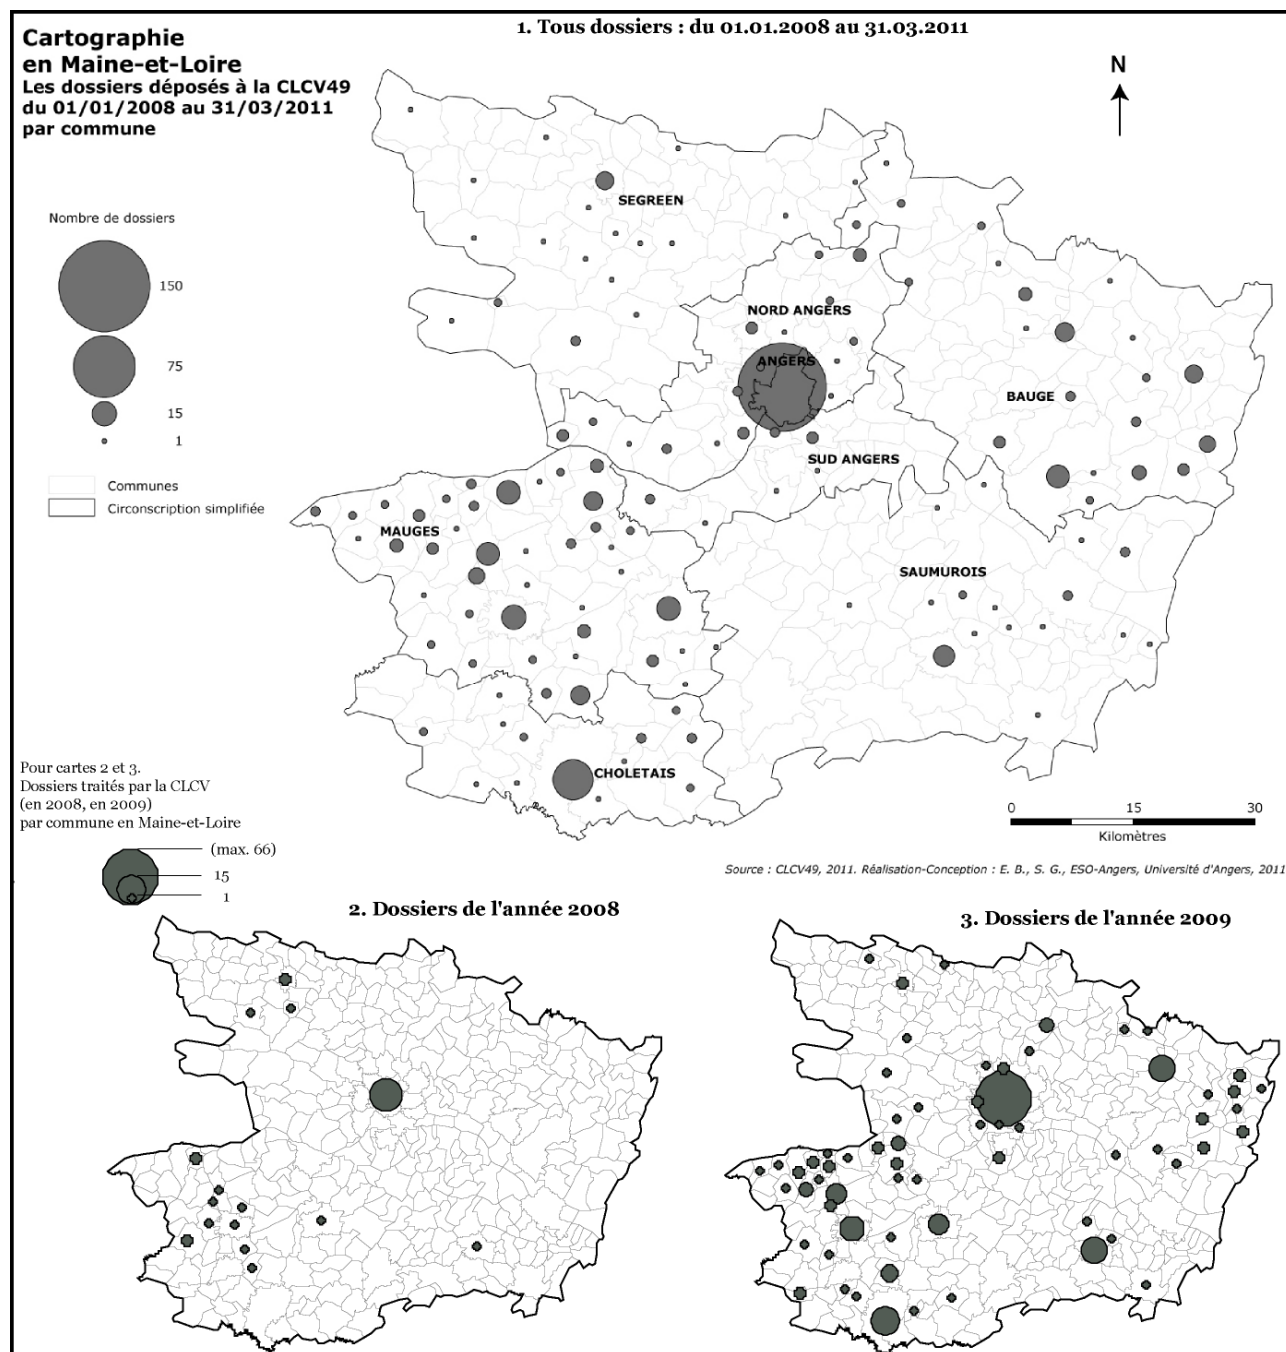 1. Tous dossiers : du 01.01.2008 au 31.03.2011
Cartographie
en Maine-et-Loire
Les dossiers déposés à la CLCV49
du 01/01/2008 au 31/03/2011
par commune
N
Nombre de dossiers
150
75
15
1
Communes
Circonscription simplifiée
SEGREEN
NORD ANGERS
ANGERS
BAUGE
SUD ANGERS
MAUGES
SAUMUROIS
CHOLETAIS
0 15 30
Kilomètres
Pour cartes 2 et 3.
Dossiers traités par la CLCV
(en 2008, en 2009)
par commune en Maine-et-Loire
(max. 66)
15
1
Source : CLCV49, 2011. Réalisation-Conception : E. B., S. G., ESO-Angers, Université d'Angers, 2011
2. Dossiers de l'année 2008
3. Dossiers de l'année 2009